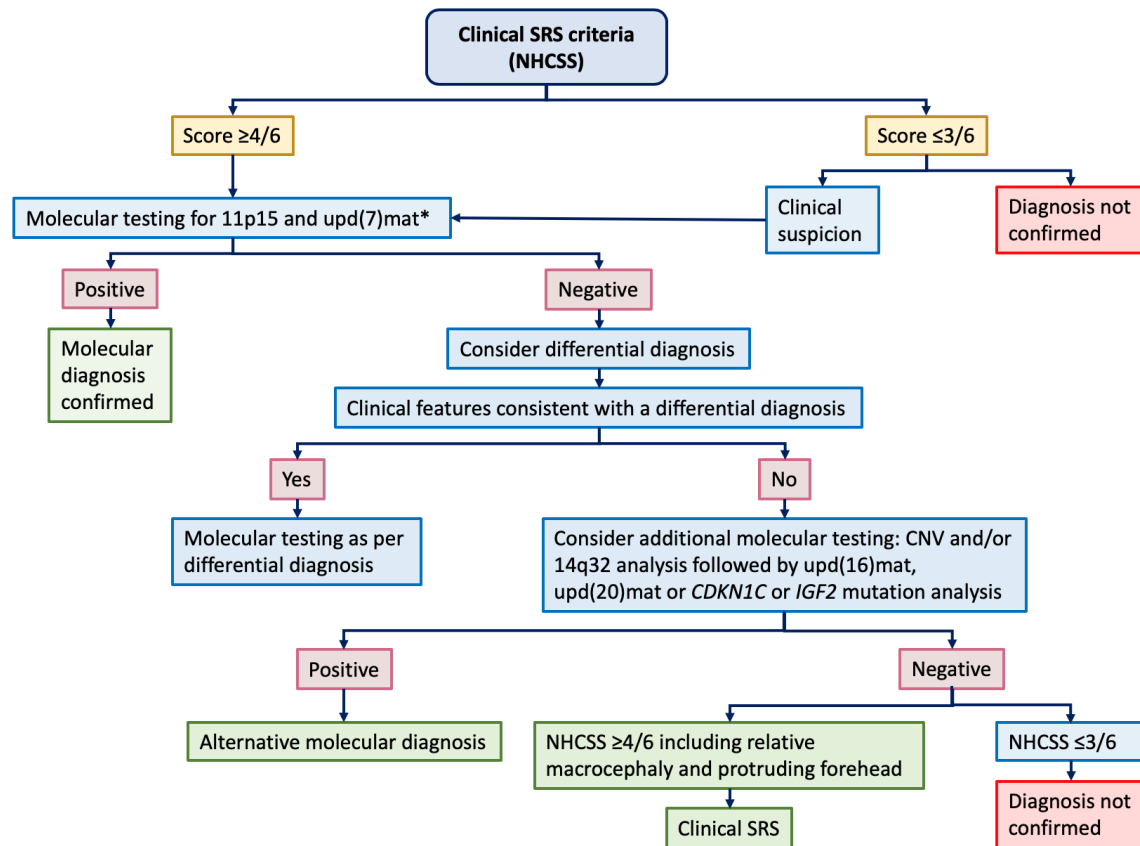 Clinical SRS criteria
(NHCSS)
Score ≥4/6
Score ≤3/6
Molecular testing for 11p15 and upd(7)mat*
Clinical
suspicion
Diagnosis not
confirmed
Positive
Negative
Molecular
diagnosis
confirmed
Consider differential diagnosis
Clinical features consistent with a differential diagnosis
Yes
No
Molecular testing as per
differential diagnosis
Consider additional molecular testing: CNV and/or
14q32 analysis followed by upd(16)mat,
upd(20)mat or CDKN1C or IGF2 mutation analysis
Positive
Negative
Alternative molecular diagnosis
NHCSS ≥4/6 including relative
macrocephaly and protruding forehead
NHCSS ≤3/6
Clinical SRS
Diagnosis not
confirmed